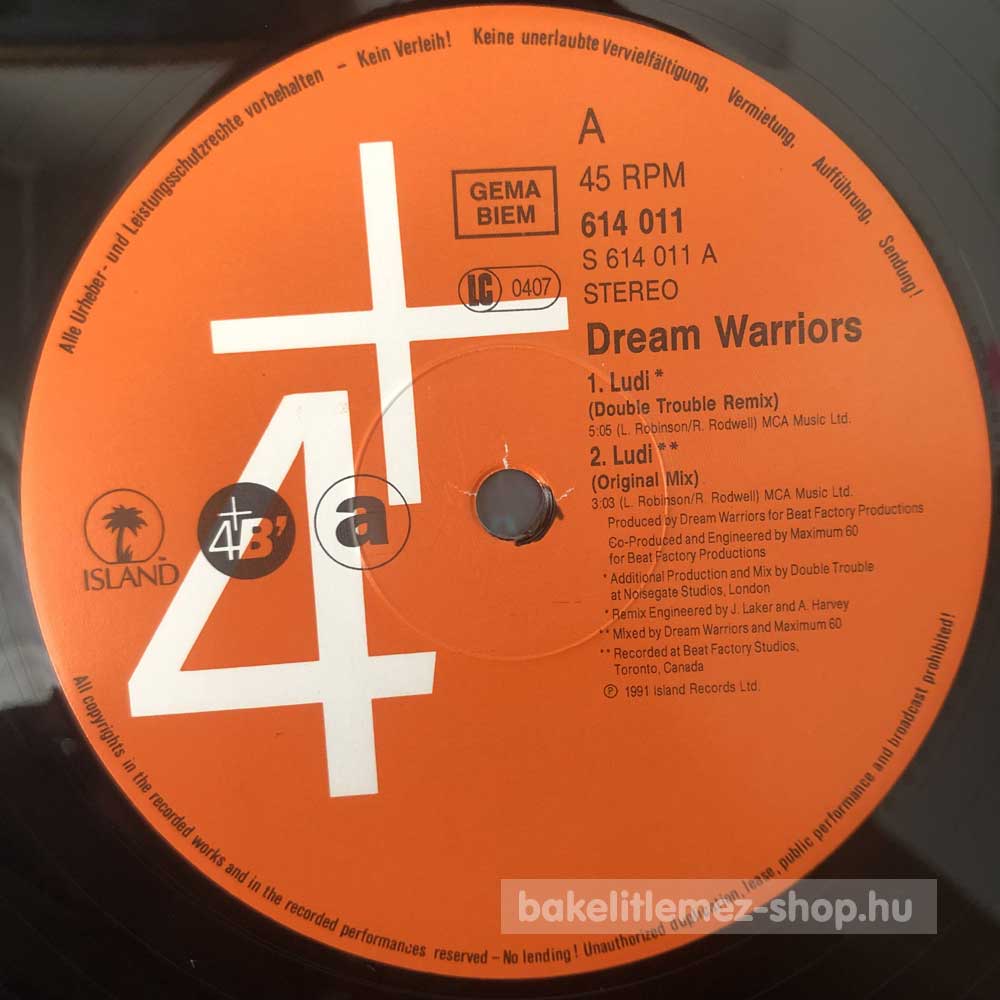 Alle Urheber- und Leistungsschutzrechte vorbehalten – Kein Verleih! Keine unerlaubte Vervielfältigung, Vermietung, Aufführung, Sendung!
A
GEMA
BIEM
45 RPM
614 011
S 614 011 A
LC 0407
STEREO
Dream Warriors
1. Ludi *
(Double Trouble Remix)
5:05 (L. Robinson/R. Rodwell) MCA Music Ltd.
2. Ludi **
(Original Mix)
3:03 (L. Robinson/R. Rodwell) MCA Music Ltd.
Produced by Dream Warriors for Beat Factory Productions
Co-Produced and Engineered by Maximum 60
for Beat Factory Productions
* Additional Production and Mix by Double Trouble
at Noisegate Studios, London
* Remix Engineered by J. Laker and A. Harvey
** Mixed by Dream Warriors and Maximum 60
** Recorded at Beat Factory Studios,
Toronto, Canada
℗ 1991 Island Records Ltd.
4+
ISLAND™
4+B'
a
All copyrights in the recorded works and in the recorded performances reserved – No lending! Unauthorized duplication, lease, public performance and broadcast prohibited!
bakelitlemez-shop.hu